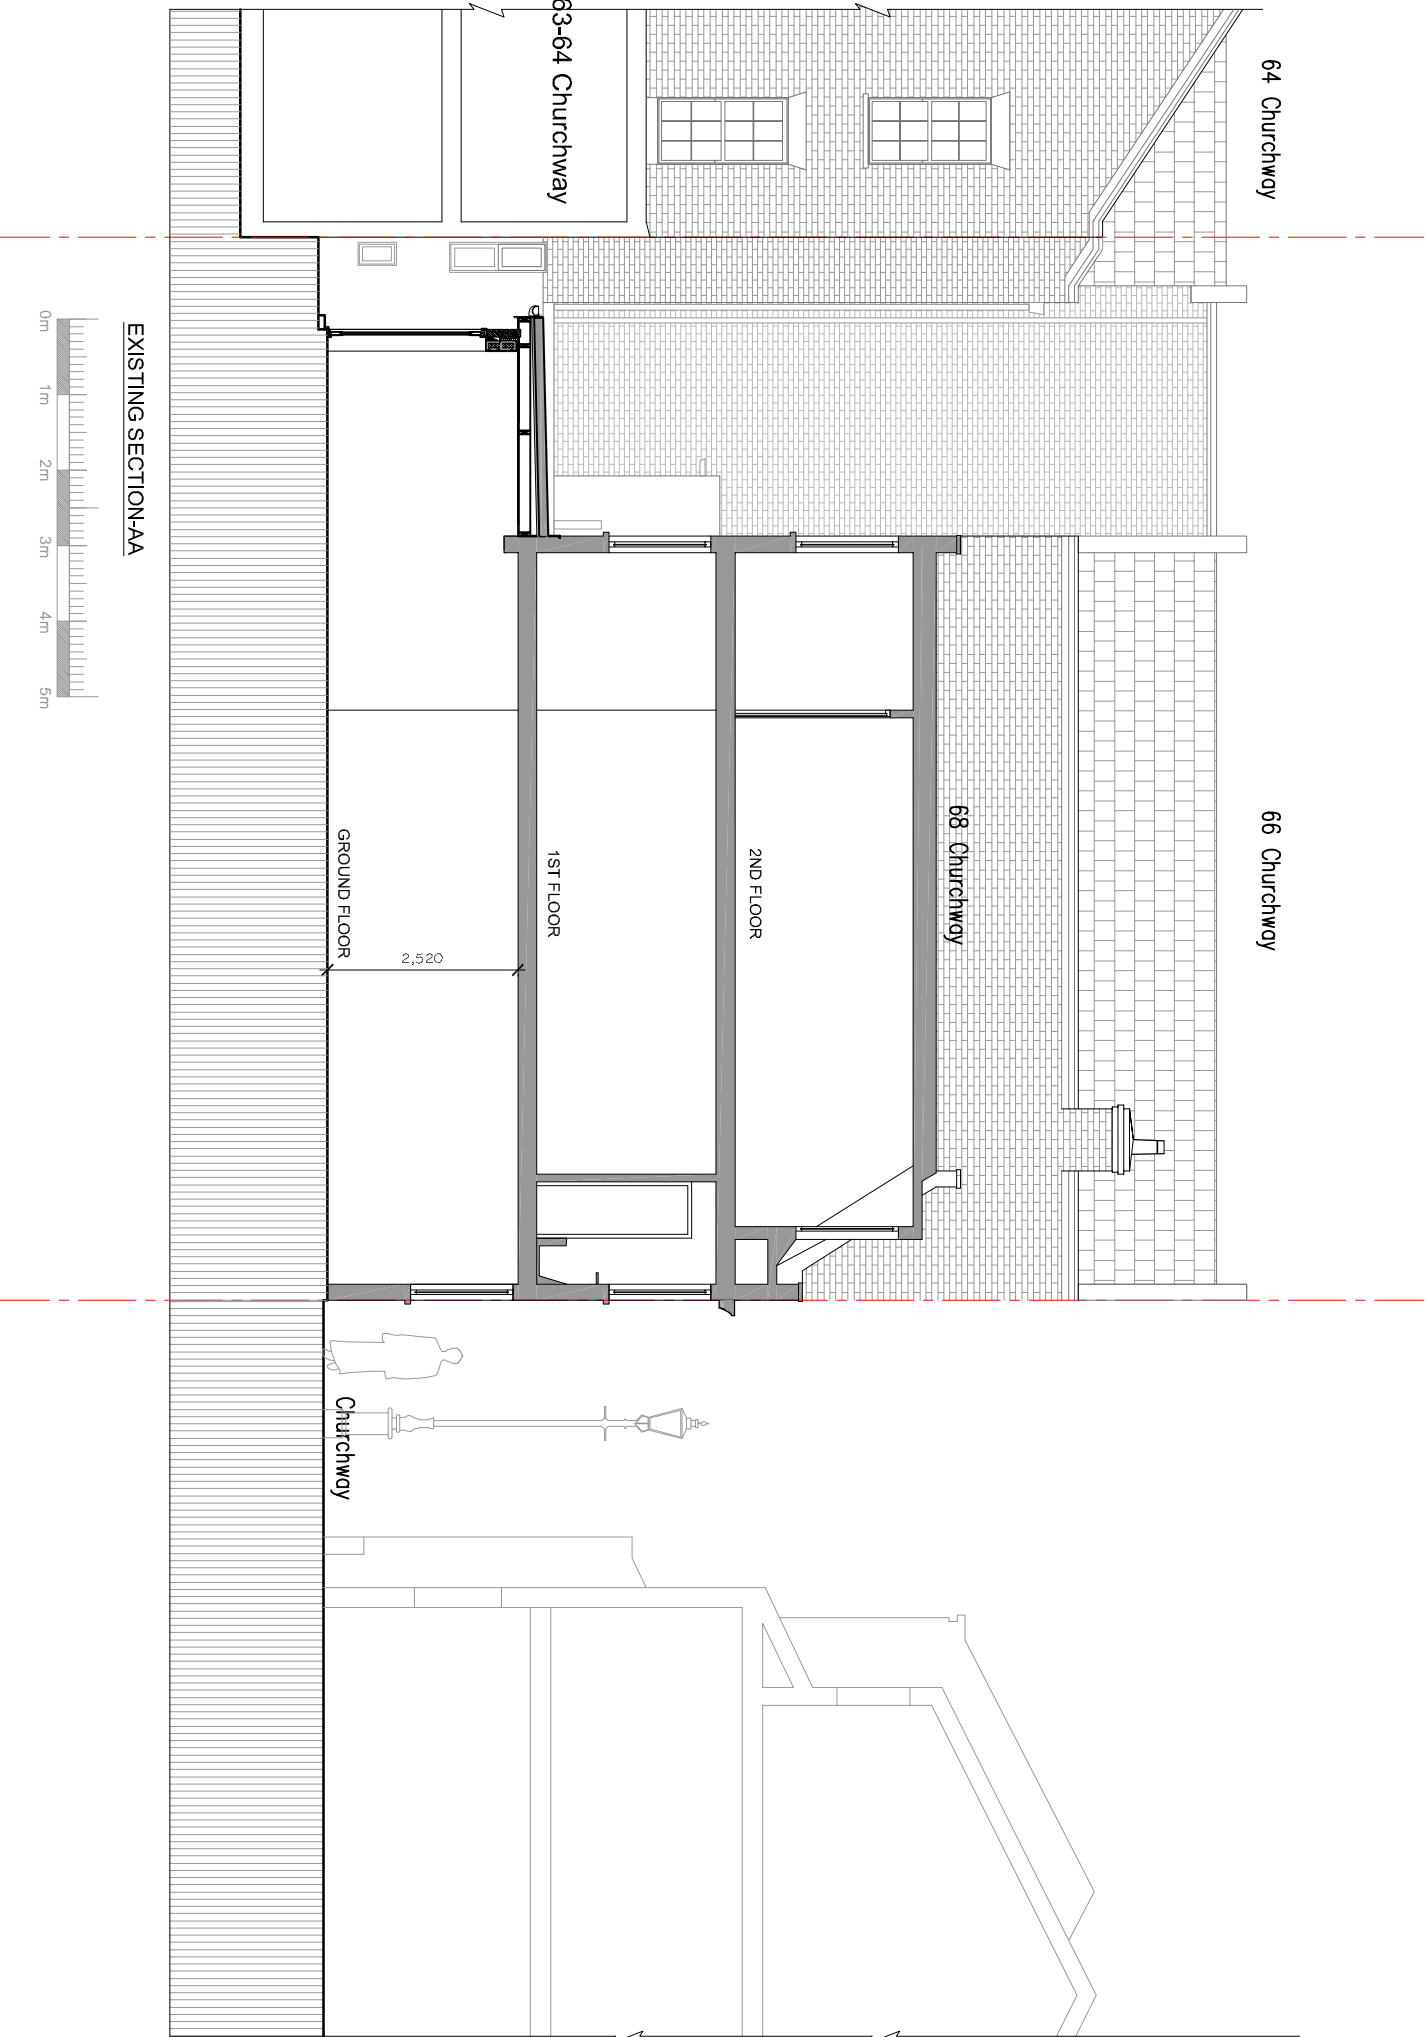 64 Churchway
66 Churchway
68 Churchway
63-64 Churchway
2ND FLOOR
1ST FLOOR
GROUND FLOOR
2,520
Churchway
EXISTING SECTION-AA
0m
1m
2m
3m
4m
5m